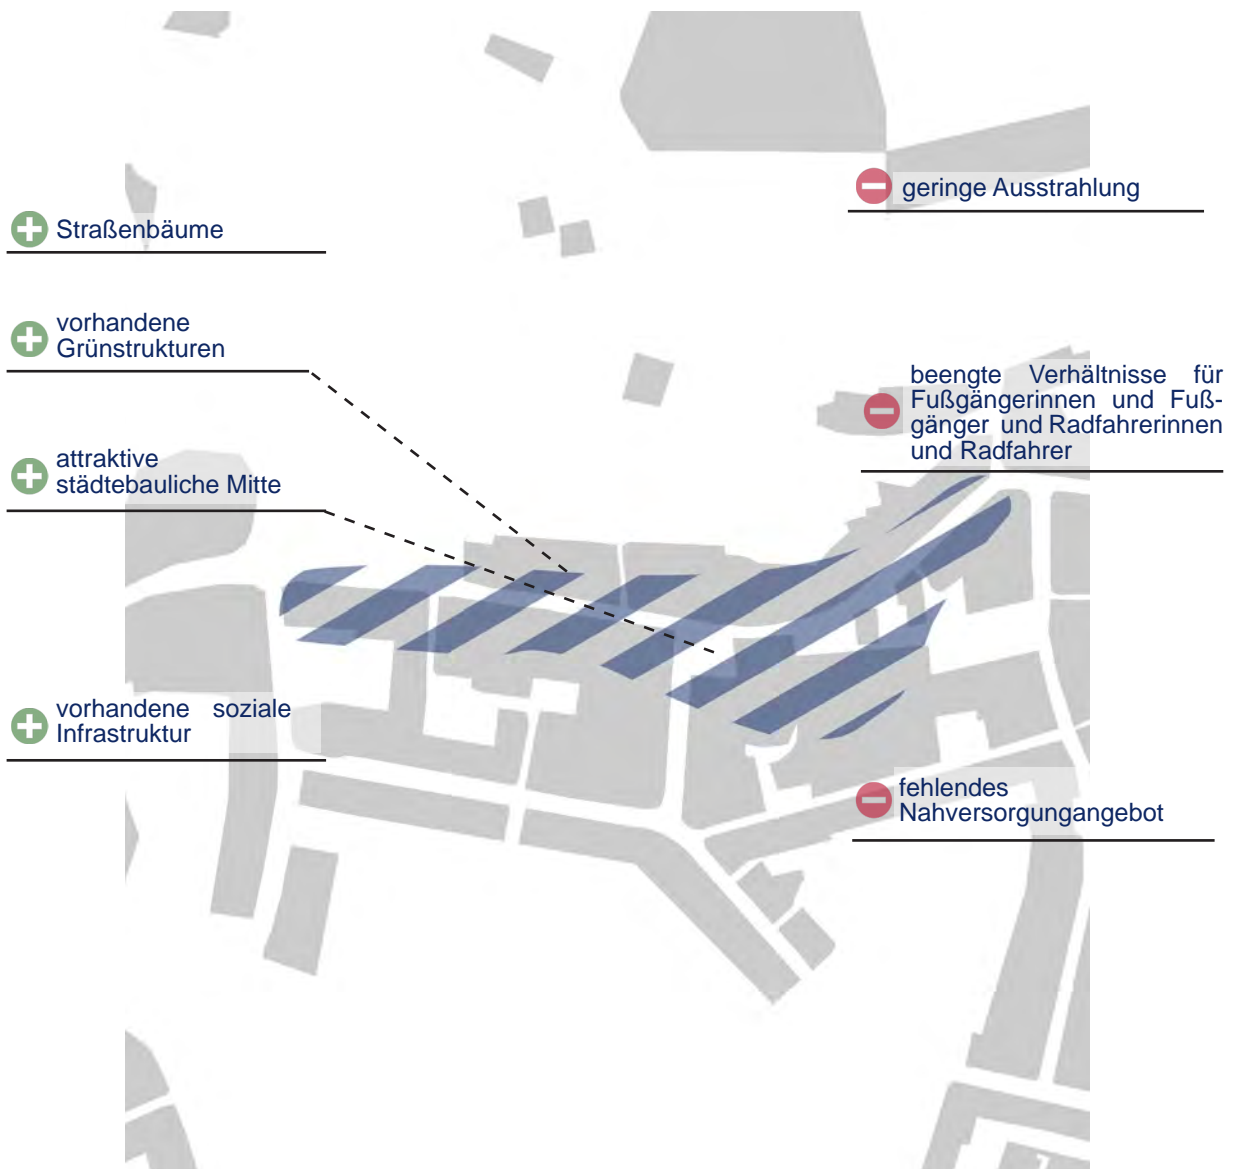 Straßenbäume
vorhandene
Grünstrukturen
attraktive
städtebauliche Mitte
vorhandene soziale
Infrastruktur
geringe Ausstrahlung
beengte Verhältnisse für
Fußgängerinnen und Fuß-
gänger und Radfahrerinnen
und Radfahrer
fehlendes
Nahversorgungangebot